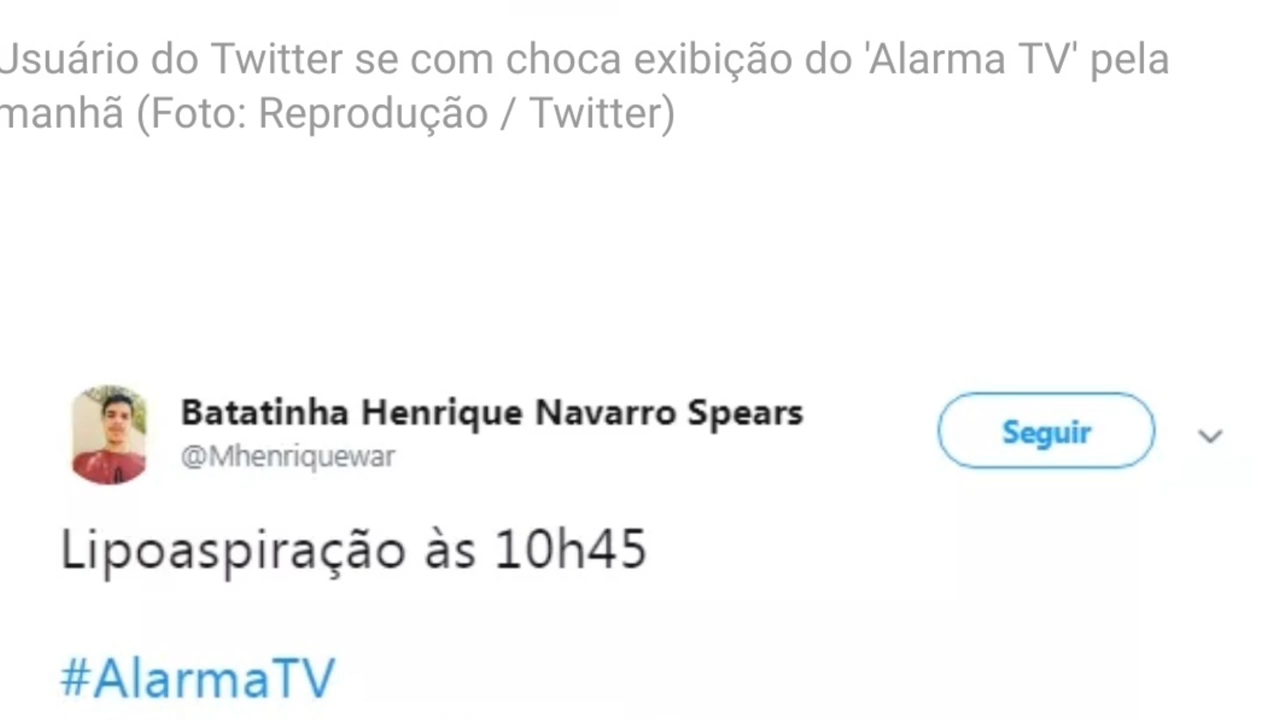 Usuário do Twitter se com choca exibição do 'Alarma TV' pela
manhã (Foto: Reprodução / Twitter)
Batatinha Henrique Navarro Spears
@Mhenriquewar
Seguir
Lipoaspiração às 10h45
#AlarmaTV